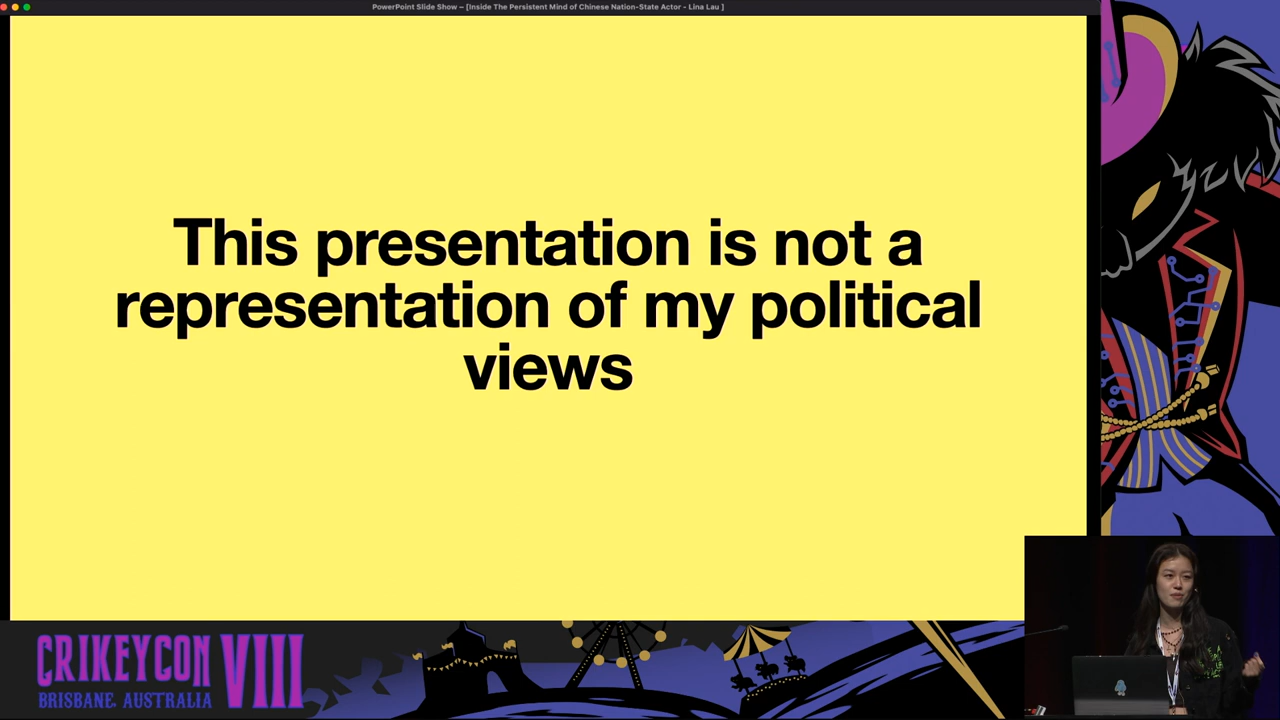 PowerPoint Slide Show – [Inside The Persistent Mind of Chinese Nation-State Actor - Lina Lau ]
This presentation is not a
representation of my political
views
CRIKEYCON VIII
BRISBANE, AUSTRALIA